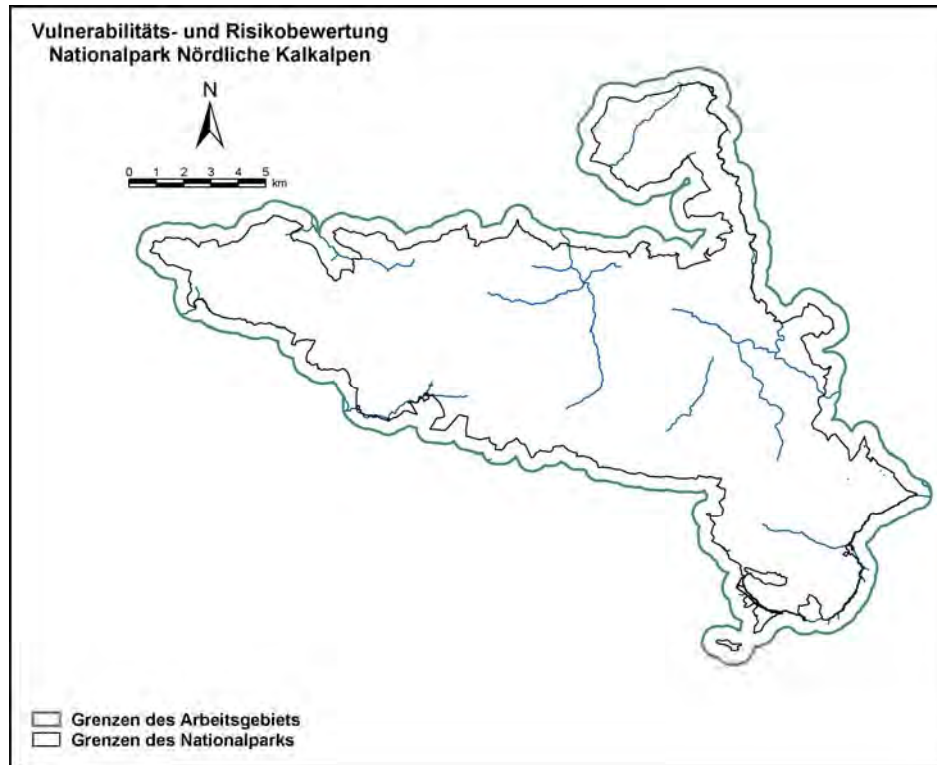 Vulnerabilitäts- und Risikobewertung
Nationalpark Nördliche Kalkalpen
N
0 1 2 3 4 5
km
Grenzen des Arbeitsgebiets
Grenzen des Nationalparks